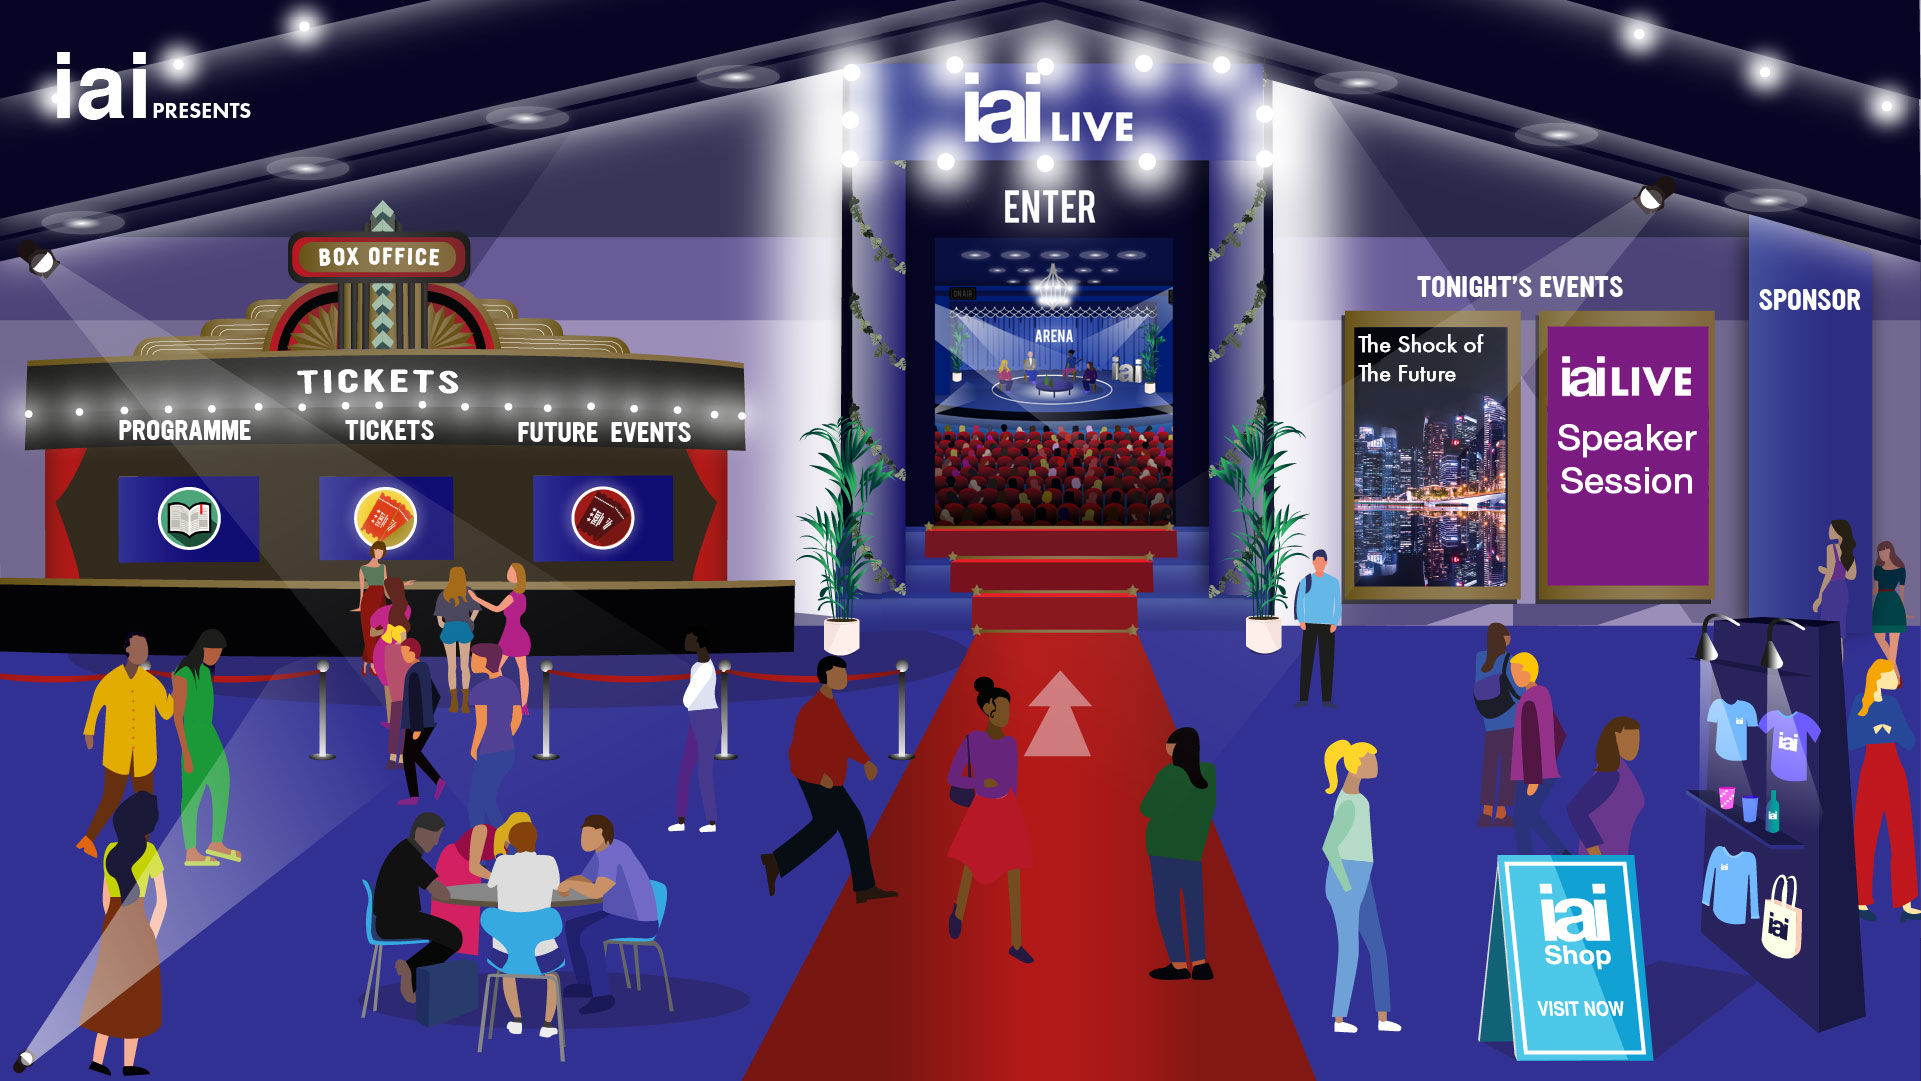 iai PRESENTS
iai LIVE
ENTER
ON AIR
ARENA
iai
BOX OFFICE
TICKETS
PROGRAMME
TICKETS
FUTURE EVENTS
TONIGHT'S EVENTS
The Shock of
The Future
iai LIVE
Speaker
Session
SPONSOR
iai
iai
iai
Shop
VISIT NOW